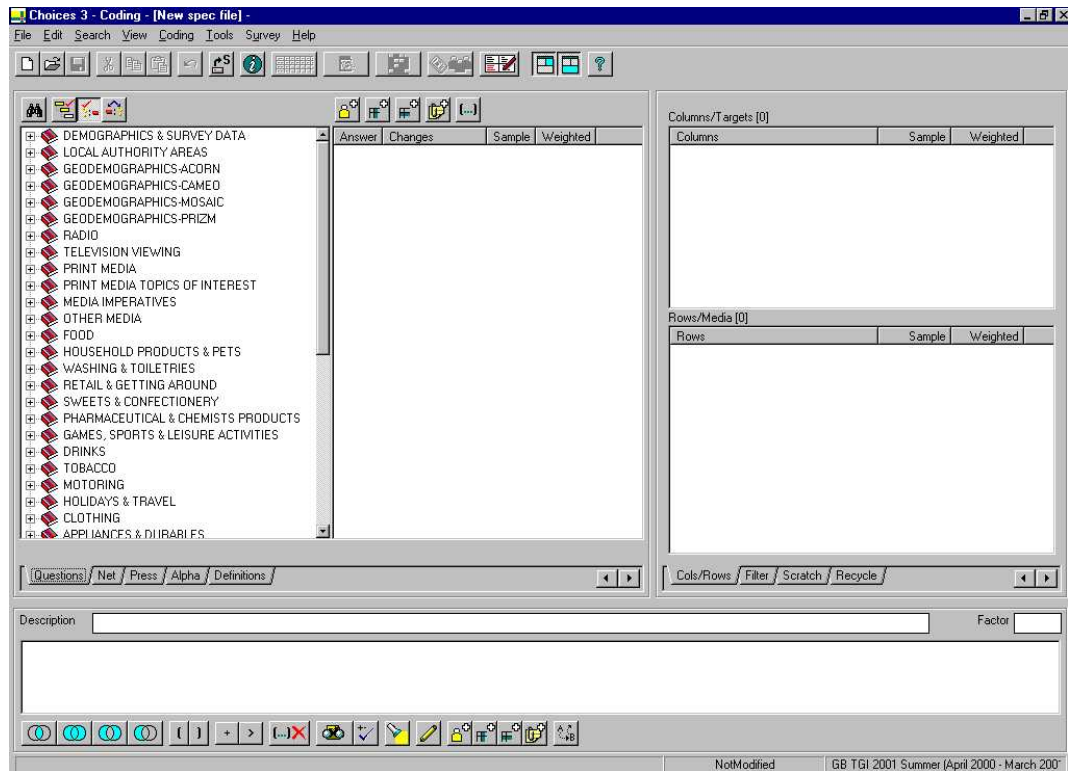 Choices 3 - Coding - [New spec file] -
File Edit Search View Coding Tools Survey Help
DEMOGRAPHICS & SURVEY DATA
LOCAL AUTHORITY AREAS
GEODEMOGRAPHICS-ACORN
GEODEMOGRAPHICS-CAMEO
GEODEMOGRAPHICS-MOSAIC
GEODEMOGRAPHICS-PRIZM
RADIO
TELEVISION VIEWING
PRINT MEDIA
PRINT MEDIA TOPICS OF INTEREST
MEDIA IMPERATIVES
OTHER MEDIA
FOOD
HOUSEHOLD PRODUCTS & PETS
WASHING & TOILETRIES
RETAIL & GETTING AROUND
SWEETS & CONFECTIONERY
PHARMACEUTICAL & CHEMISTS PRODUCTS
GAMES, SPORTS & LEISURE ACTIVITIES
DRINKS
TOBACCO
MOTORING
HOLIDAYS & TRAVEL
CLOTHING
APPLIANCES & DURABLES
Answer Changes Sample Weighted
Columns/Targets [0]
Columns Sample Weighted
Rows/Media [0]
Rows Sample Weighted
Questions Net Press Alpha Definitions
Cols/Rows Filter Scratch Recycle
Description Factor
( ) + > (...)
NotModified GB TGI 2001 Summer (April 2000 - March 200